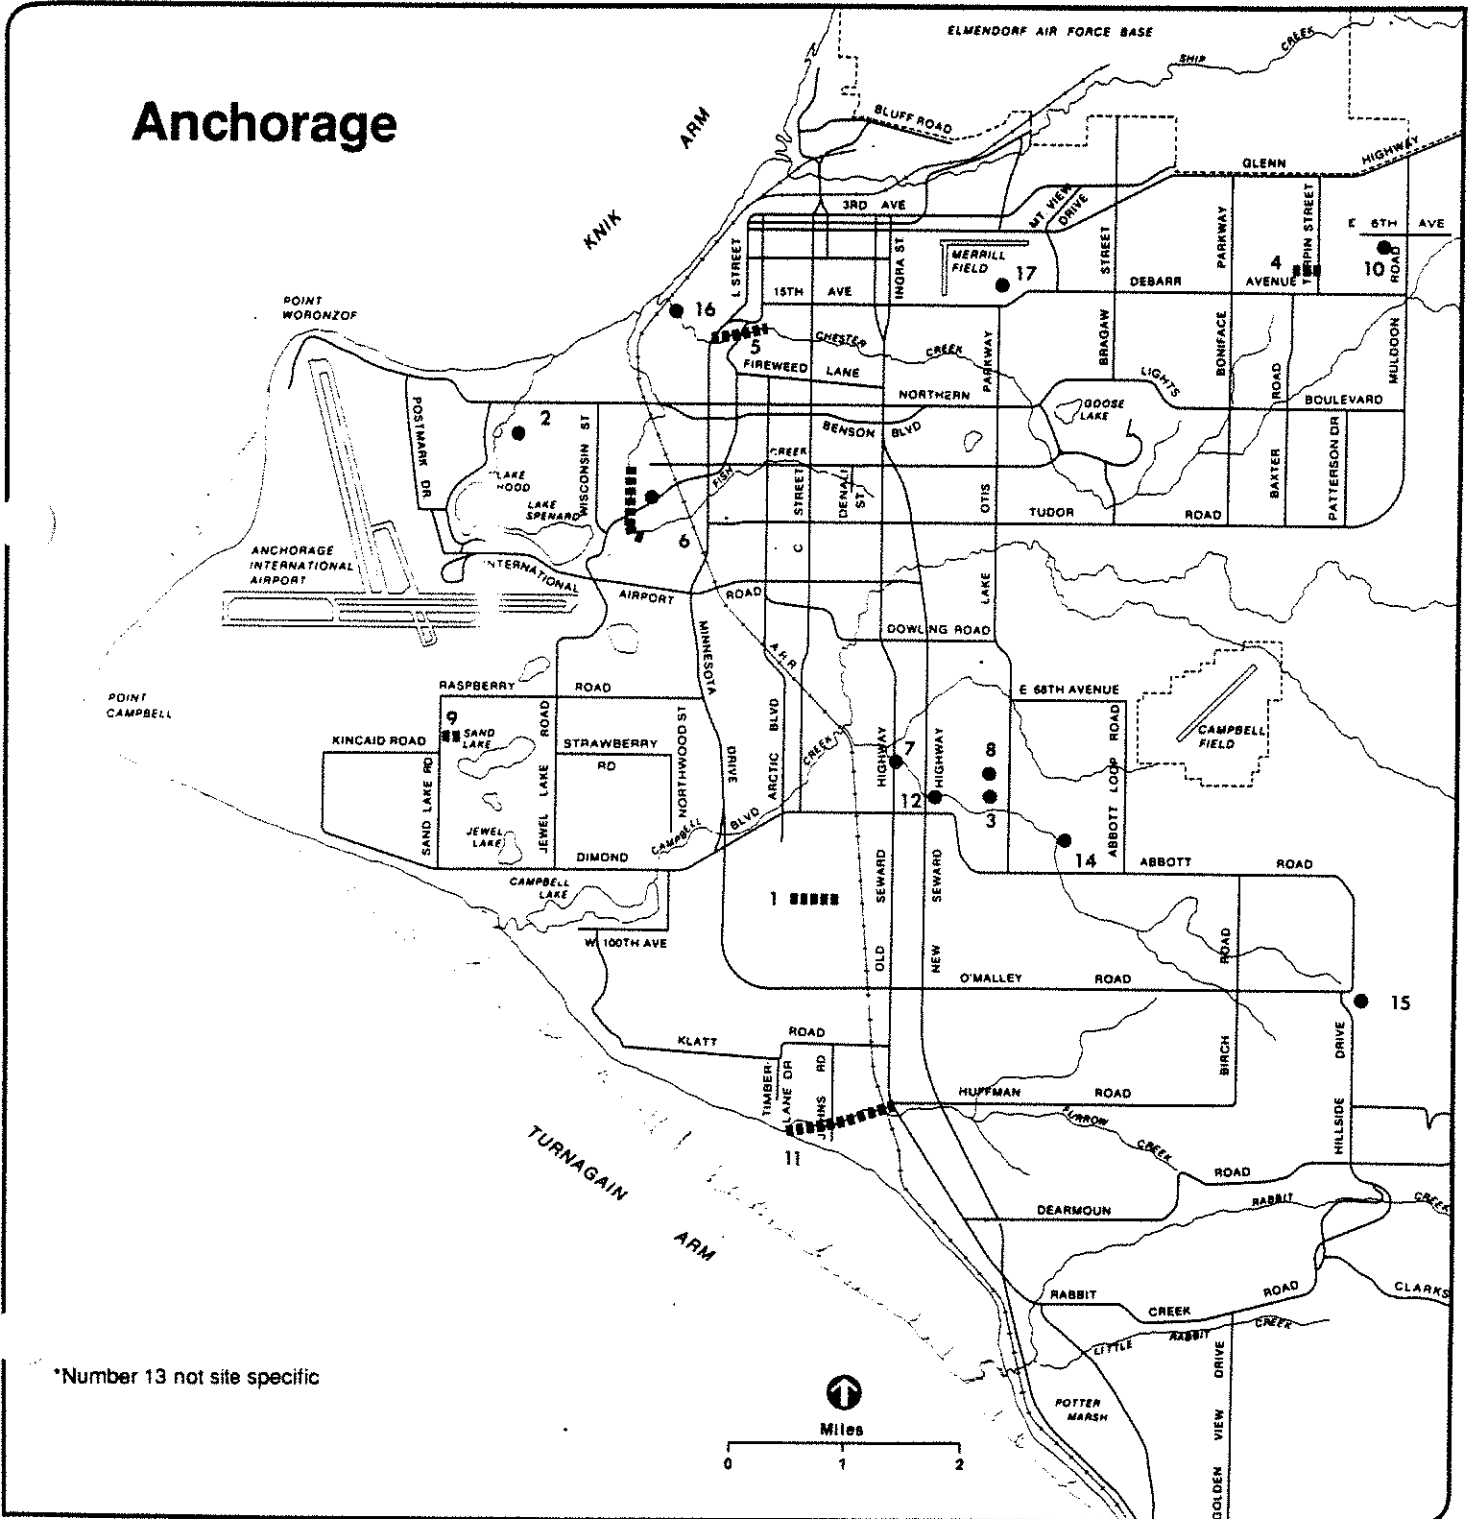 ELMENDORF AIR FORCE BASE
SHIP
CREEK
Anchorage
ARM
BLUFF ROAD
GLENN
HIGHWAY
KNIK
3RD AVE
MT. VIEW
DRIVE
TURPIN STREET
E 6TH AVE
L STREET
INGRA ST
MERRILL
FIELD
17
STREET
PARKWAY
4
10
ROAD
DEBARR
AVENUE
POINT
WORONZOF
15TH AVE
16
5
CHESTER
CREEK
PARKWAY
BRAGAW
BONIFACE
MULDOON
FIREWEED LANE
LIGHTS
ROAD
NORTHERN
BOULEVARD
POSTMARK DR
2
WISCONSIN ST
BENSON BLVD
GOOSE
LAKE
CREEK
FISH
LAKE
HOOD
LAKE
SPENARD
STREET
DENALI
ST
OTIS
BAXTER
PATTERSON DR
TUDOR
ROAD
6
C
ANCHORAGE
INTERNATIONAL
AIRPORT
INTERNATIONAL
AIRPORT
ROAD
LAKE
MINNESOTA
DOWLING ROAD
A R R
POINT
CAMPBELL
RASPBERRY
ROAD
E 68TH AVENUE
9
SAND
LAKE
ROAD
NORTHWOOD ST
BLVD
ROAD
CAMPBELL
FIELD
KINCAID ROAD
STRAWBERRY
RD
DRIVE
CREEK
HIGHWAY
7
HIGHWAY
8
SAND LAKE RD
JEWEL LAKE
ARCTIC
12
3
ABBOTT LOOP
JEWEL
LAKE
CAMPBELL
BLVD
DIMOND
14
ABBOTT
ROAD
CAMPBELL
LAKE
1
SEWARD
SEWARD
W 100TH AVE
OLD
NEW
ROAD
O'MALLEY
ROAD
15
KLATT
ROAD
TIMBER-
LANE DR
JOHNS RD
BIRCH
DRIVE
HUFFMAN
ROAD
FURROW
CREEK
HILLSIDE
11
TURNAGAIN
ARM
ROAD
RABBIT
CREEK
DEARMOUN
RABBIT
CREEK
ROAD
CLARKS
LITTLE
RABBIT
CREEK
*Number 13 not site specific
POTTER
MARSH
GOLDEN VIEW DRIVE
Miles
0 1 2